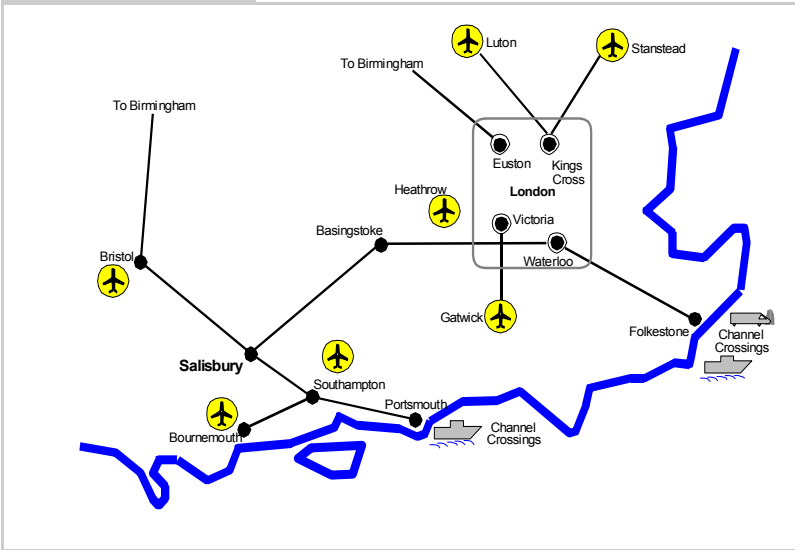 Luton
Stanstead
To Birmingham
To Birmingham
Euston
Kings
Cross
London
Heathrow
Victoria
Basingstoke
Waterloo
Bristol
Gatwick
Folkestone
Channel
Crossings
Salisbury
Southampton
Portsmouth
Bournemouth
Channel
Crossings